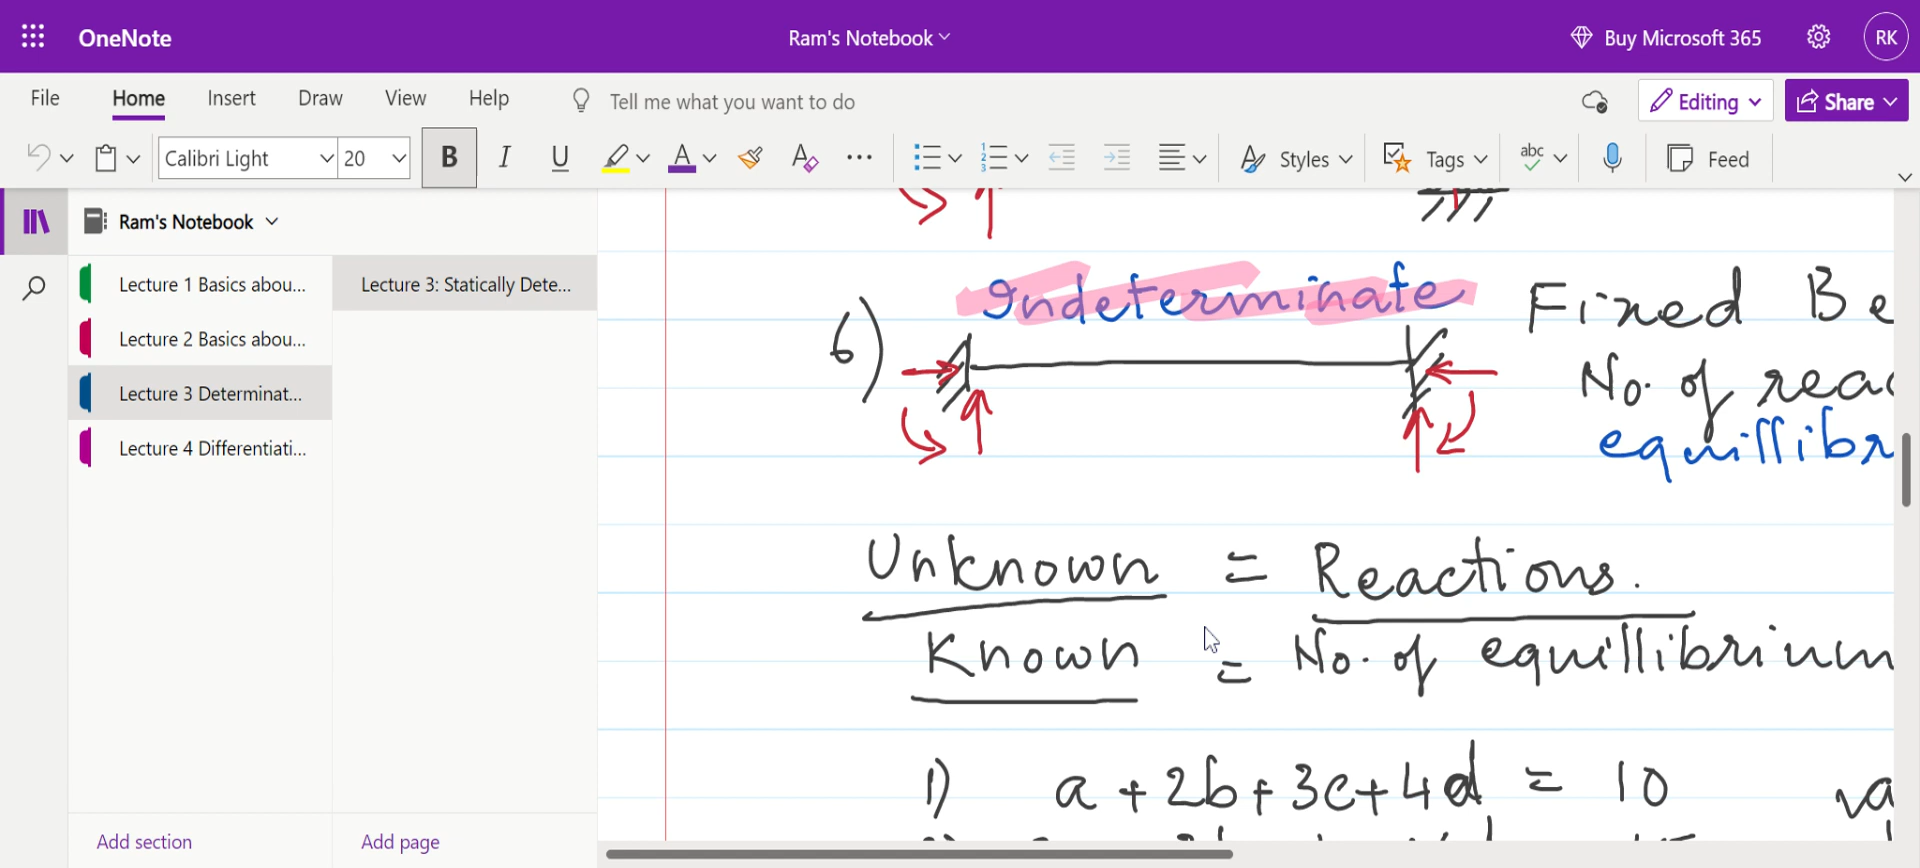 OneNote
Ram's Notebook
Buy Microsoft 365
RK
File Home Insert Draw View Help Tell me what you want to do
Editing
Share
Calibri Light 20 B I U A A ... Styles Tags abc Feed
Ram's Notebook
Lecture 1 Basics abou...
Lecture 2 Basics abou...
Lecture 3 Determinat...
Lecture 4 Differentiati...
Lecture 3: Statically Dete...
Indeterminate
6)
Fixed Be
No. of reac
equillibr
Unknown = Reactions.
Known = No. of equillibrium
1) a + 2b + 3c + 4d = 10 va
Add section
Add page